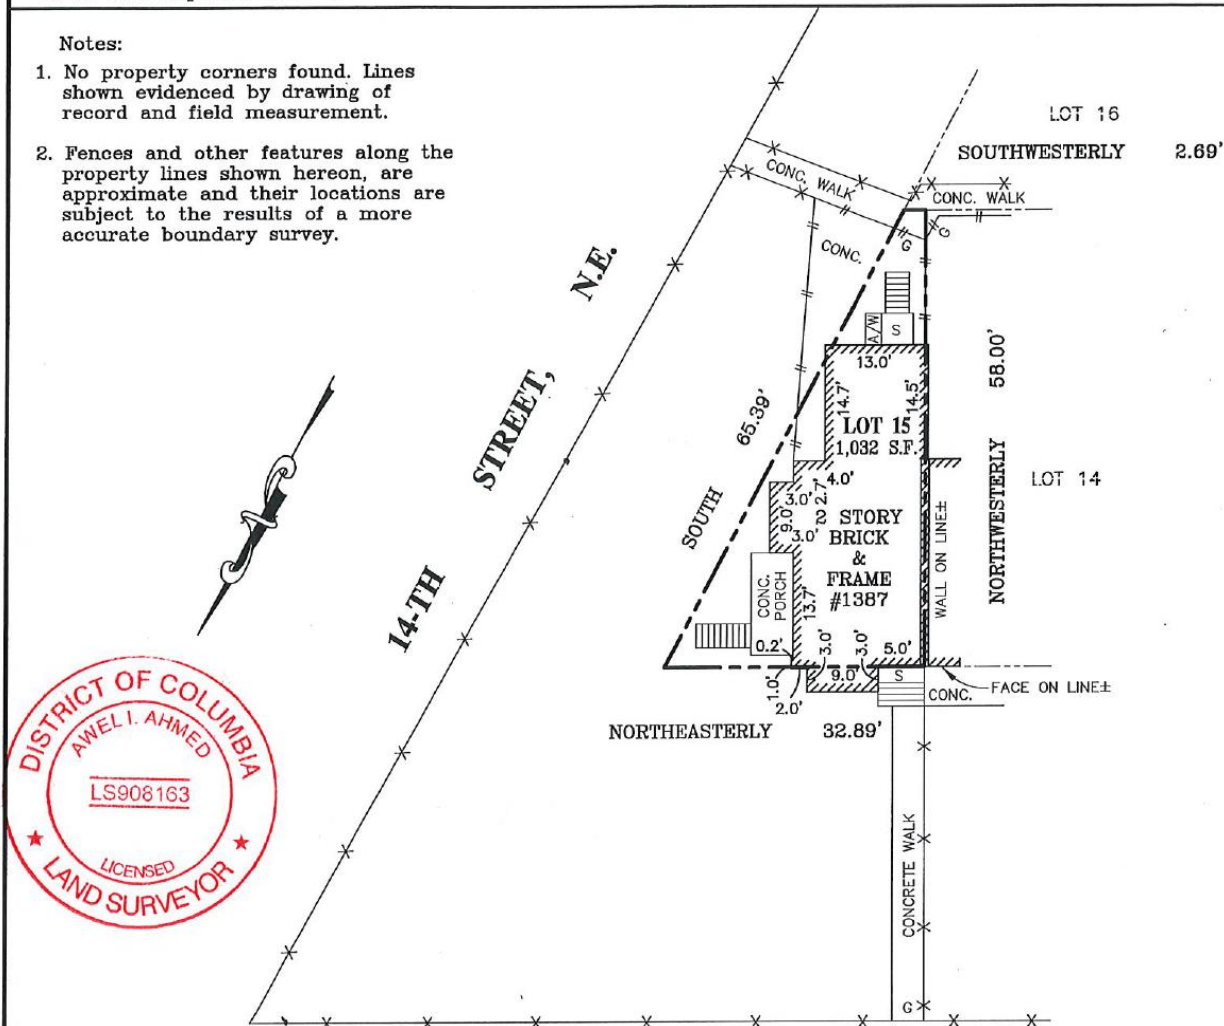 Notes:
1. No property corners found. Lines
shown evidenced by drawing of
record and field measurement.
2. Fences and other features along the
property lines shown hereon, are
approximate and their locations are
subject to the results of a more
accurate boundary survey.
LOT 16
SOUTHWESTERLY 2.69'
CONC. WALK
CONC. WALK
G
G
CONC.
14-TH STREET, N.E.
A/W
S
13.0'
14.7'
14.5'
58.00'
65.39'
LOT 15
1,032 S.F.
NORTHWESTERLY
LOT 14
SOUTH
4.0'
3.0'
2.7'
9.0'
3.0'
2 STORY
BRICK
&
FRAME
#1387
WALL ON LINE±
CONC.
PORCH
13.7'
0.2'
3.0'
3.0'
5.0'
1.0'
2.0'
9.0'
S
CONC.
FACE ON LINE±
NORTHEASTERLY 32.89'
CONCRETE WALK
G
DISTRICT OF COLUMBIA
AWEL I. AHMED
LS908163
LICENSED
LAND SURVEYOR